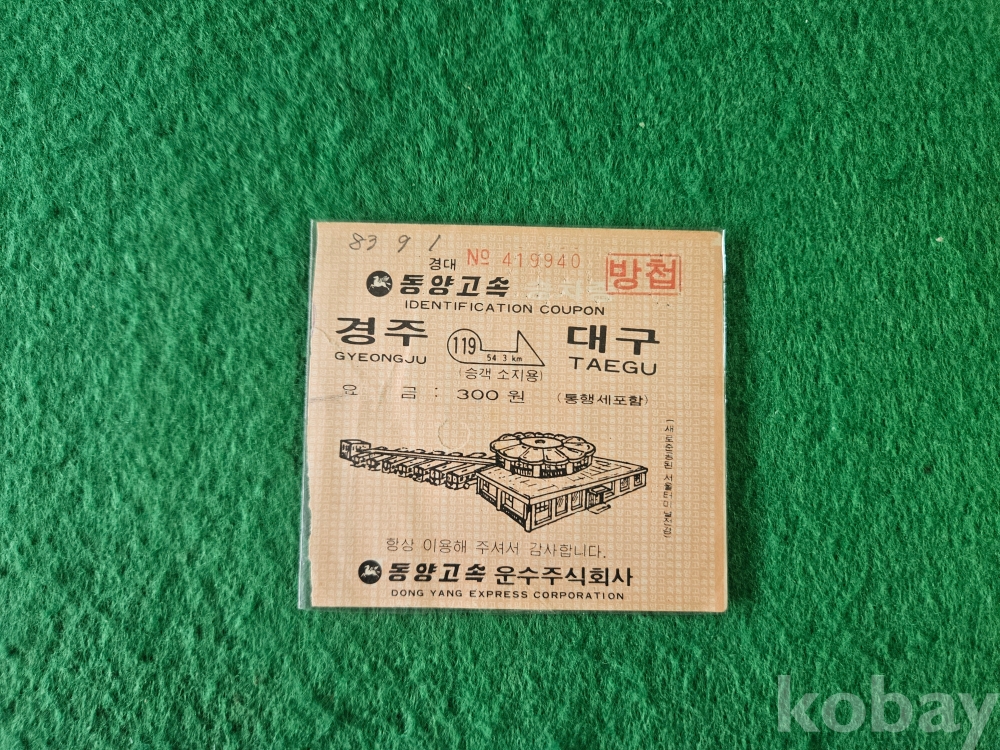 83 9 1
경대 № 419940 방첩
동양고속
IDENTIFICATION COUPON
경주 119 54.3km 대구
GYEONGJU TAEGU
(승객 소지용)
요 금 : 300원 (통행세포함)
항상 이용해 주셔서 감사합니다.
동양고속 운수주식회사
DONG YANG EXPRESS CORPORATION
kobay